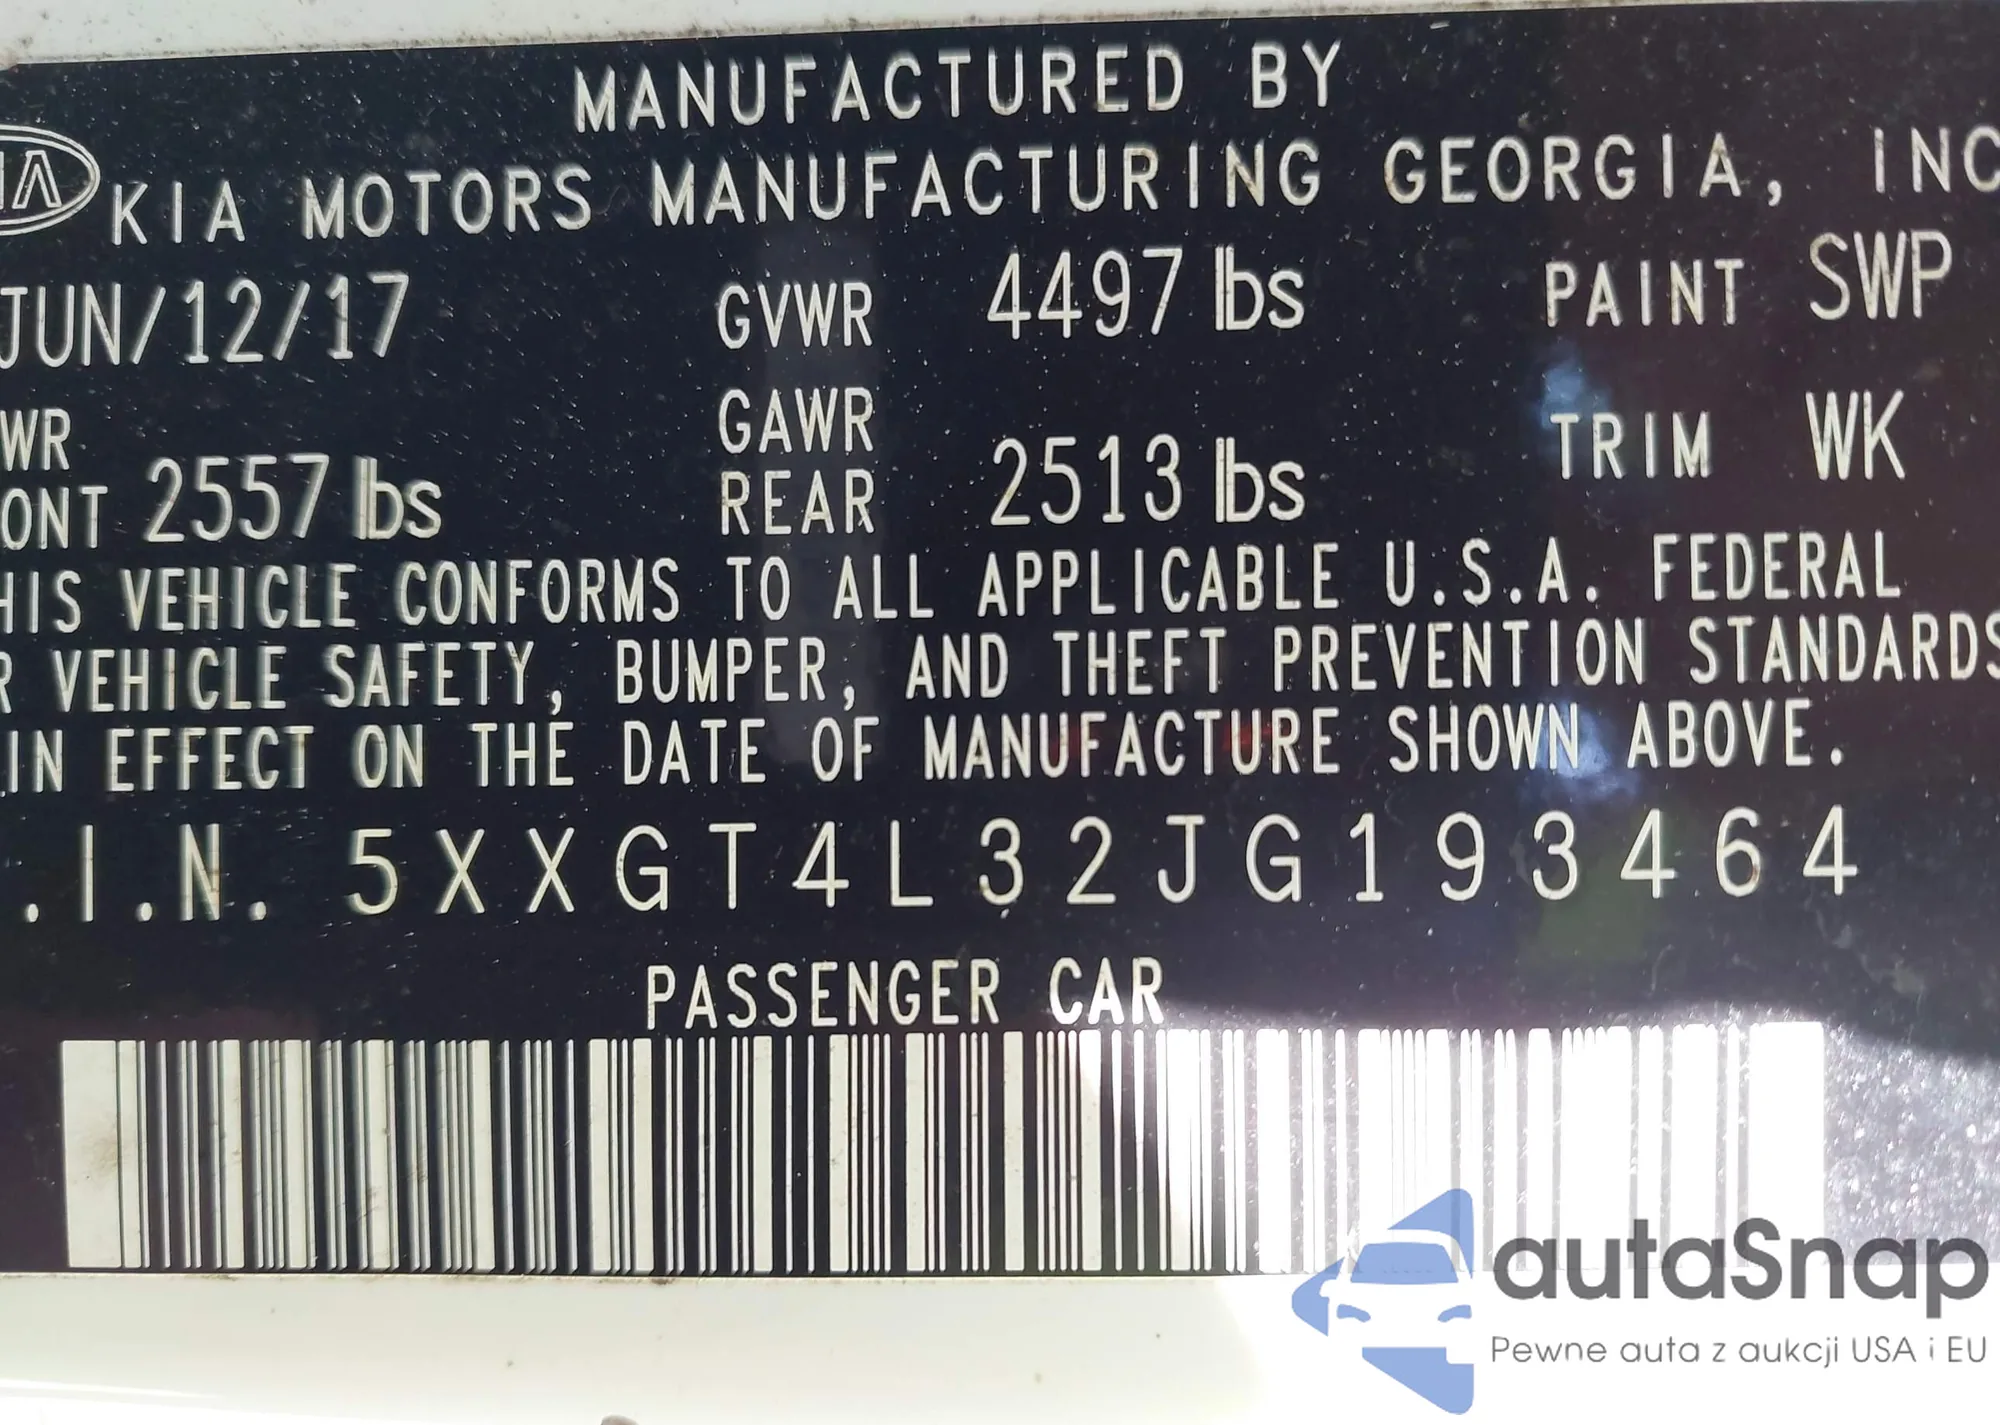 MANUFACTURED BY
KIA KIA MOTORS MANUFACTURING GEORGIA, INC
JUN/12/17 GVWR 4497 lbs PAINT SWP
WR GAWR
ONT 2557 lbs REAR 2513 lbs TRIM WK
HIS VEHICLE CONFORMS TO ALL APPLICABLE U.S.A. FEDERAL
R VEHICLE SAFETY, BUMPER, AND THEFT PREVENTION STANDARDS
IN EFFECT ON THE DATE OF MANUFACTURE SHOWN ABOVE.
.I.N. 5XXGT4L32JG193464
PASSENGER CAR
autaSnap
Pewne auta z aukcji USA i EU